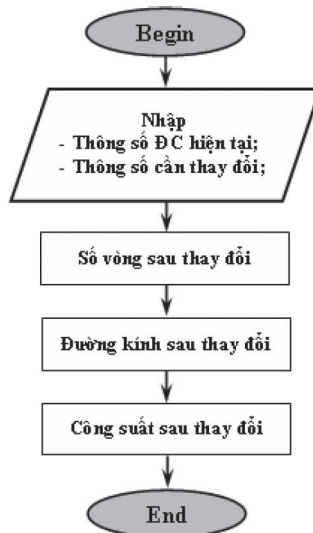 Begin
Nhập
- Thông số ĐC hiện tại;
- Thông số cần thay đổi;
Số vòng sau thay đổi
Đường kính sau thay đổi
Công suất sau thay đổi
End